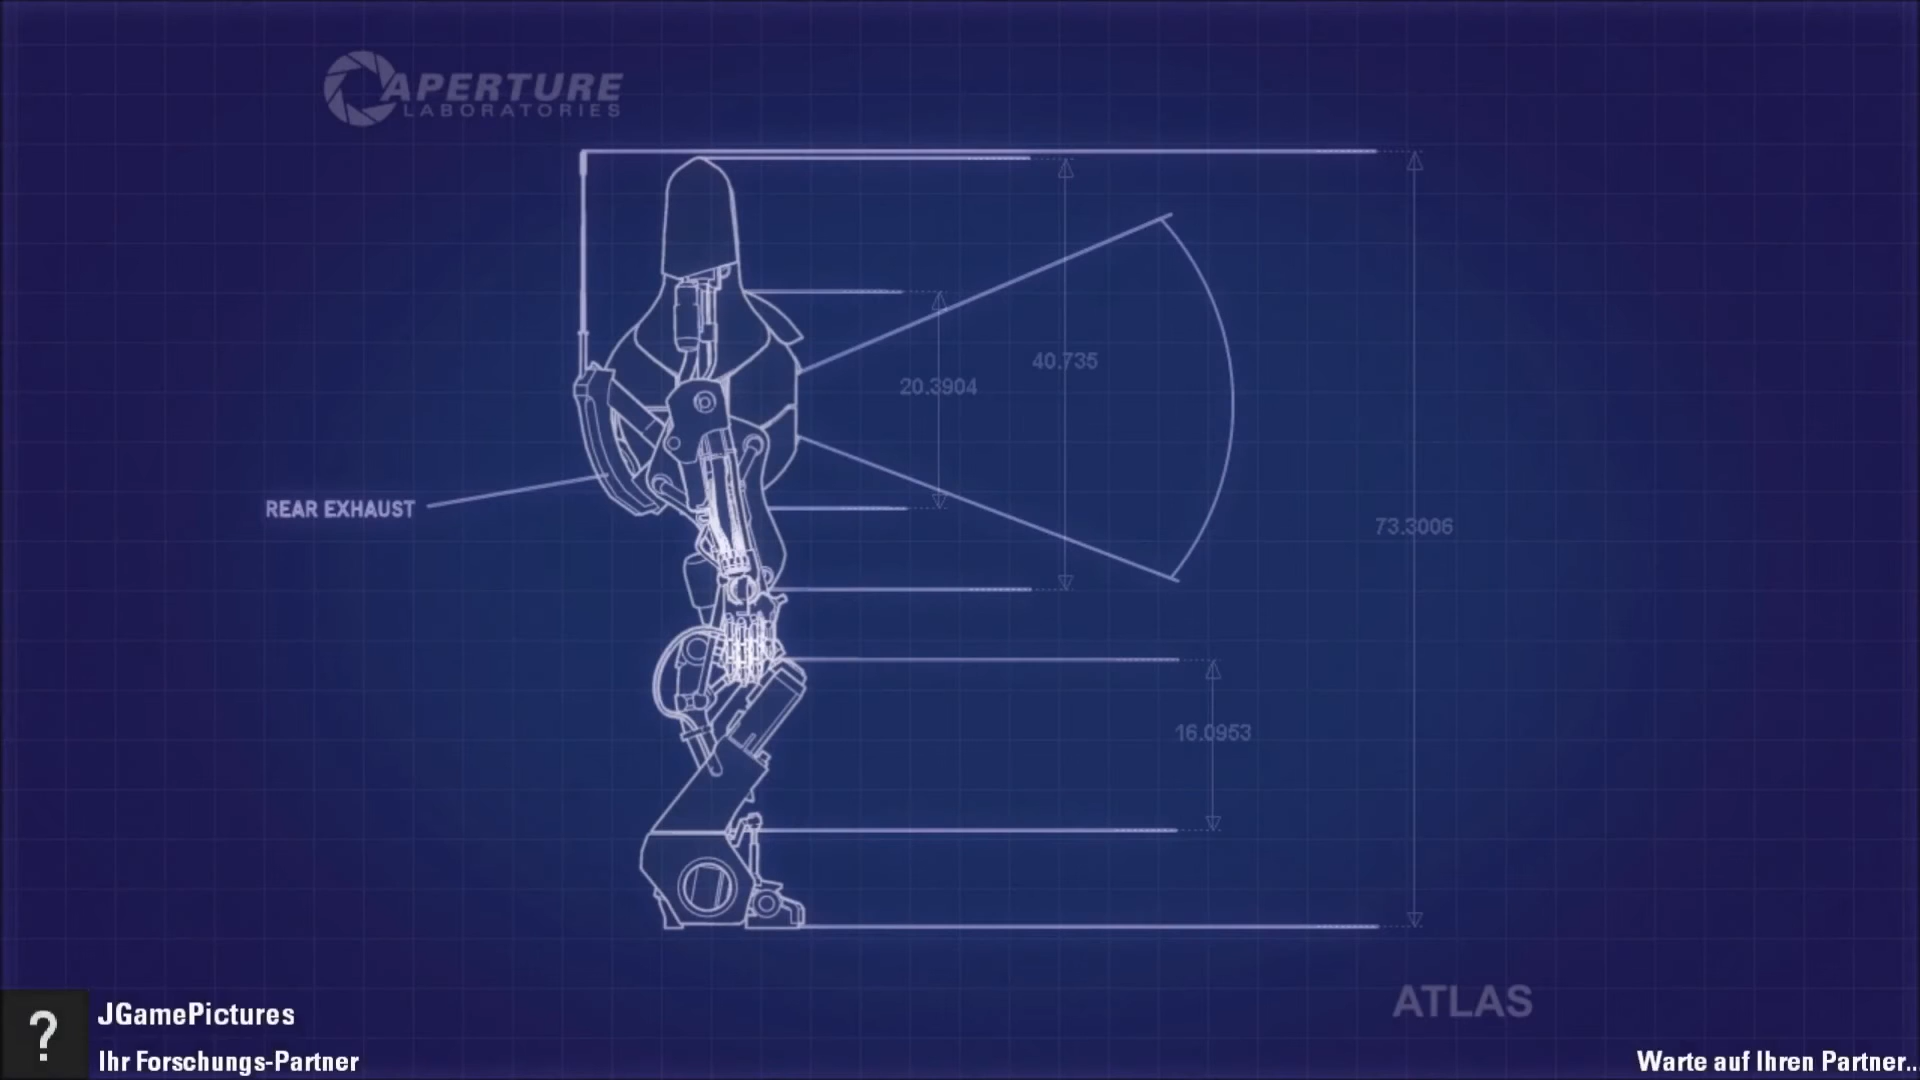 APERTURE
LABORATORIES
40.735
20.3904
REAR EXHAUST
73.3006
16.0953
ATLAS
?
JGamePictures
Ihr Forschungs-Partner
Warte auf Ihren Partner..